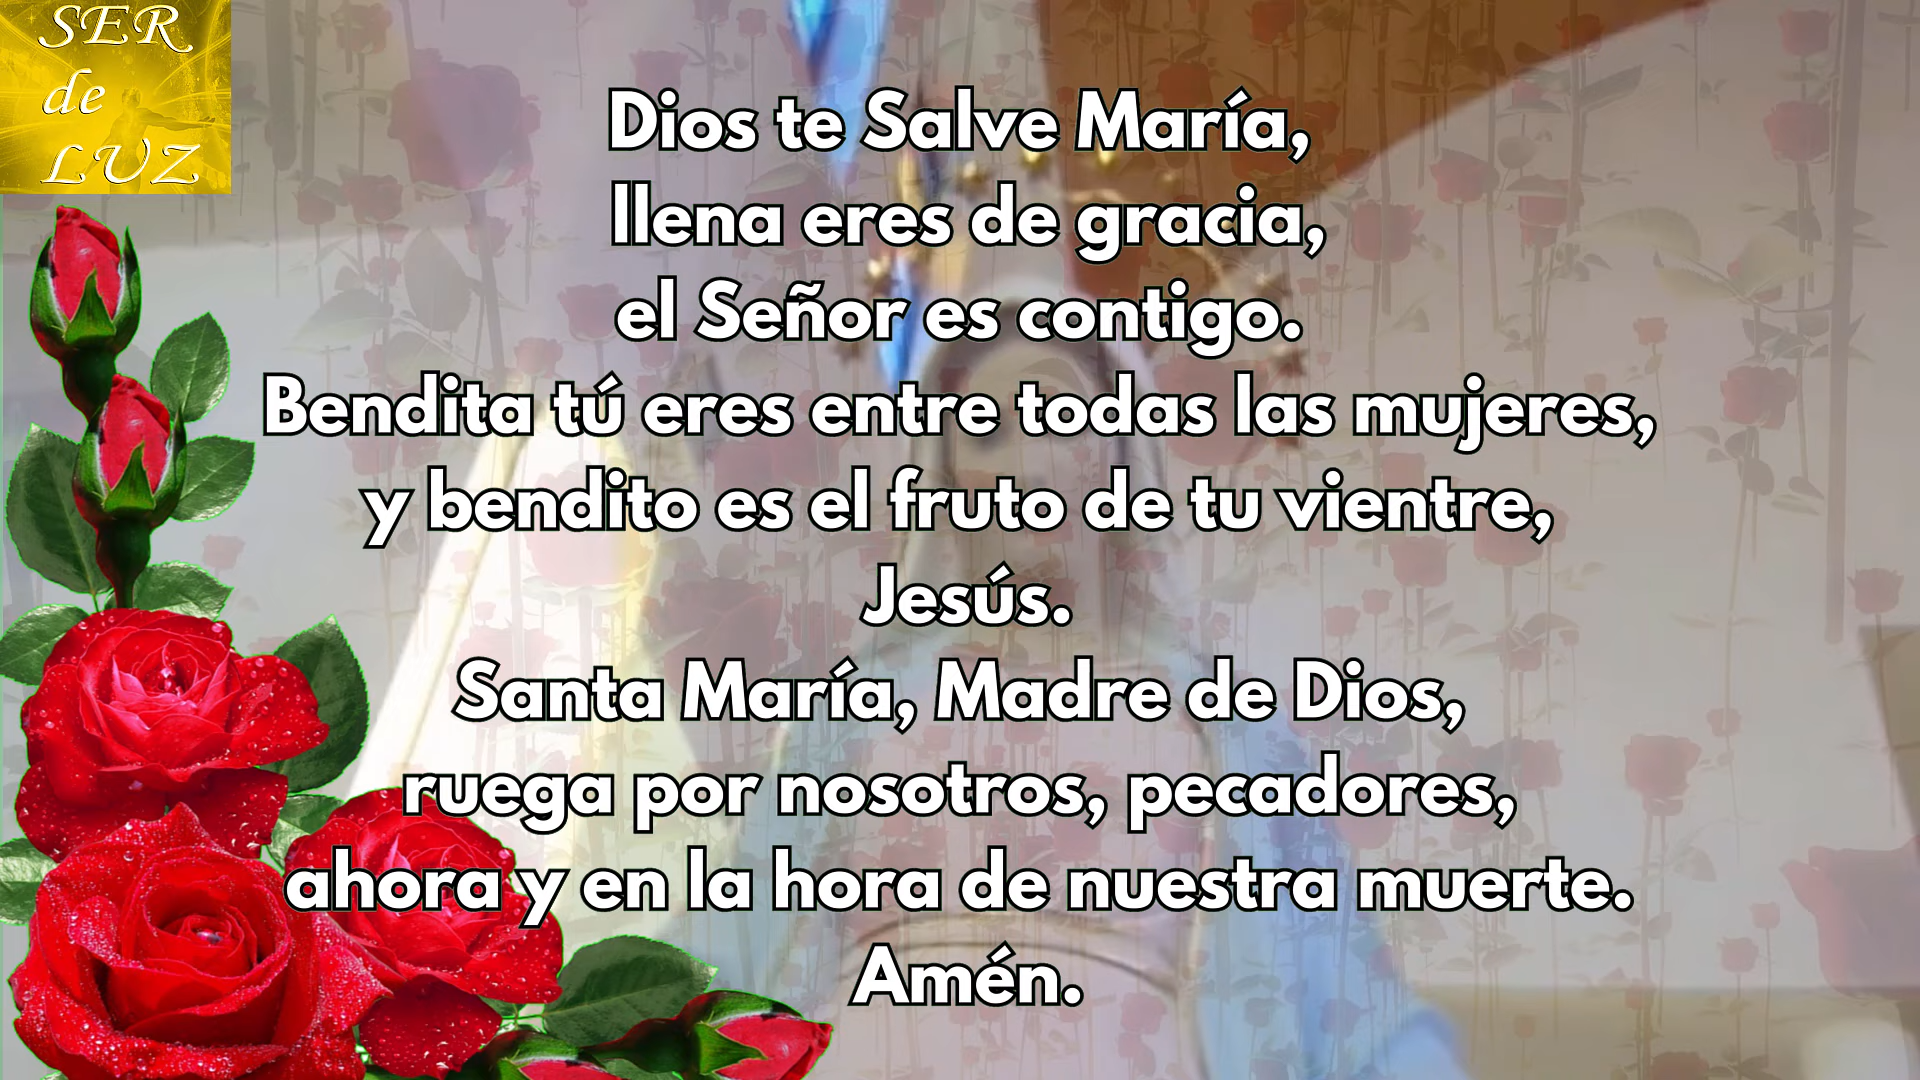 SER
de
LUZ
Dios te Salve María,
llena eres de gracia,
el Señor es contigo.
Bendita tú eres entre todas las mujeres,
y bendito es el fruto de tu vientre,
Jesús.
Santa María, Madre de Dios,
ruega por nosotros, pecadores,
ahora y en la hora de nuestra muerte.
Amén.